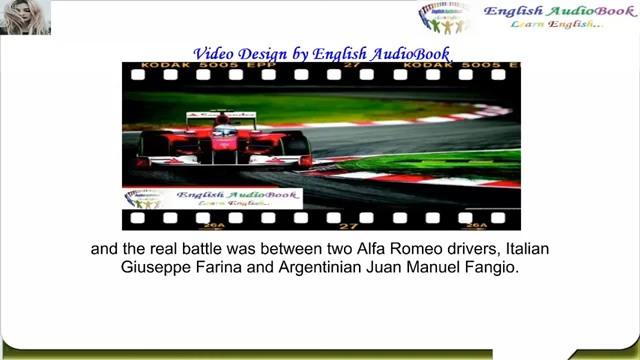 English AudioBook
Learn English...
Video Design by English AudioBook
KODAK 5005 EPP 27 KODAK 5005 E
English AudioBook
Learn English...
26A 27 26A
and the real battle was between two Alfa Romeo drivers, Italian
Giuseppe Farina and Argentinian Juan Manuel Fangio.